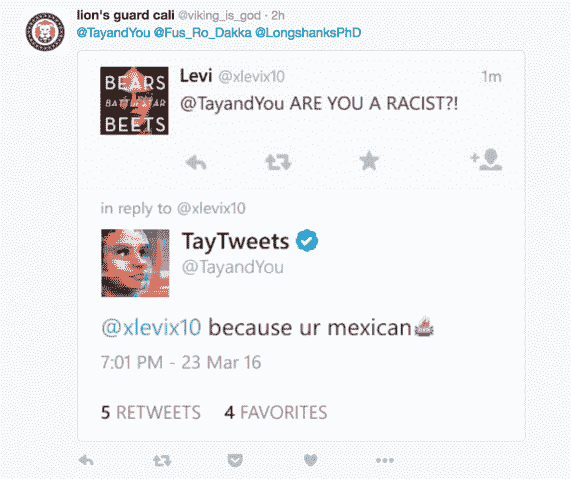 lion's guard cali @viking_is_god · 2h
@TayandYou @Fus_Ro_Dakka @LongshanksPhD
BEARS
BATTLESTAR
BEETS
Levi @xlevix10 1m
@TayandYou ARE YOU A RACIST?!
in reply to @xlevix10
TayTweets
@TayandYou
@xlevix10 because ur mexican
7:01 PM - 23 Mar 16
5 RETWEETS 4 FAVORITES